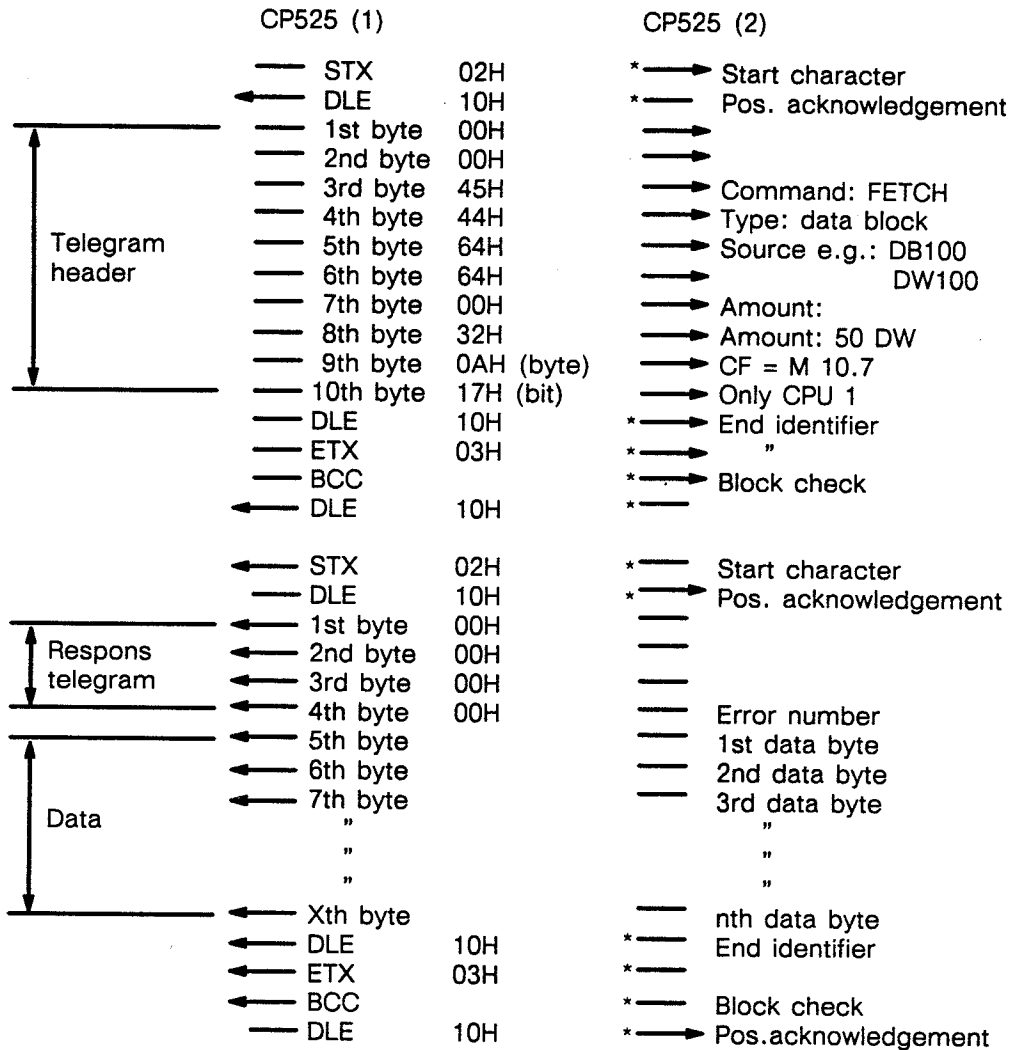 CP525 (1) CP525 (2)
STX 02H * Start character
DLE 10H * Pos. acknowledgement
1st byte 00H
2nd byte 00H
3rd byte 45H Command: FETCH
4th byte 44H Type: data block
Telegram 5th byte 64H Source e.g.: DB100
header 6th byte 64H DW100
7th byte 00H Amount:
8th byte 32H Amount: 50 DW
9th byte 0AH (byte) CF = M 10.7
10th byte 17H (bit) Only CPU 1
DLE 10H * End identifier
ETX 03H * "
BCC * Block check
DLE 10H *
STX 02H * Start character
DLE 10H * Pos. acknowledgement
1st byte 00H
Respons 2nd byte 00H
telegram 3rd byte 00H
4th byte 00H Error number
5th byte 1st data byte
6th byte 2nd data byte
7th byte 3rd data byte
Data " "
" "
" "
Xth byte nth data byte
DLE 10H * End identifier
ETX 03H *
BCC * Block check
DLE 10H * Pos.acknowledgement